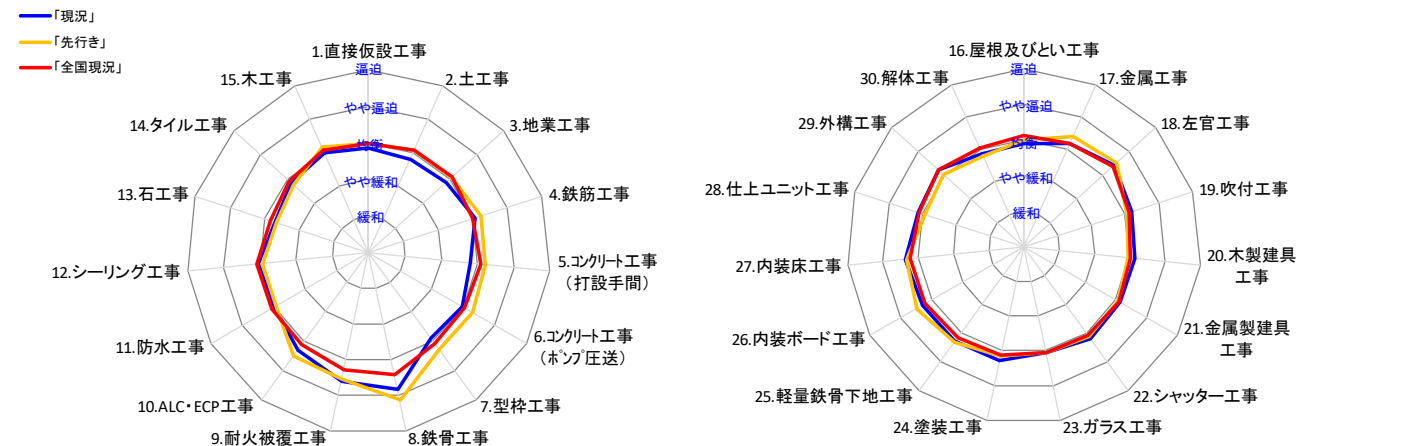 「現況」
「先行き」
「全国現況」
1.直接仮設工事
2.土工事
3.地業工事
4.鉄筋工事
5.コンクリート工事
（打設手間）
6.コンクリート工事
（ポンプ圧送）
7.型枠工事
8.鉄骨工事
9.耐火被覆工事
10.ALC・ECP工事
11.防水工事
12.シーリング工事
13.石工事
14.タイル工事
15.木工事
逼迫
やや逼迫
均衡
やや緩和
緩和
16.屋根及びとい工事
17.金属工事
18.左官工事
19.吹付工事
20.木製建具
工事
21.金属製建具
工事
22.シャッター工事
23.ガラス工事
24.塗装工事
25.軽量鉄骨下地工事
26.内装ボード工事
27.内装床工事
28.仕上ユニット工事
29.外構工事
30.解体工事
逼迫
やや逼迫
均衡
やや緩和
緩和